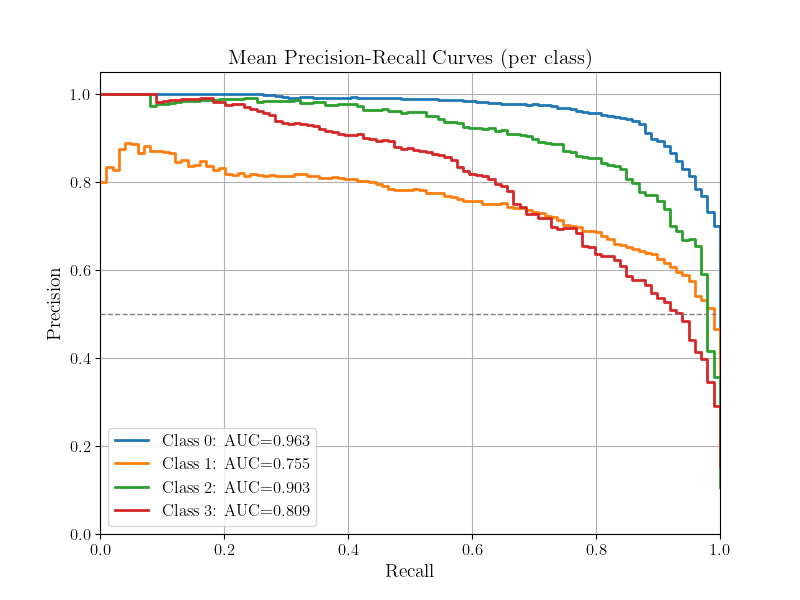 Mean Precision-Recall Curves (per class)
Precision
1.0
0.8
0.6
0.4
0.2
0.0
Class 0: AUC=0.963
Class 1: AUC=0.755
Class 2: AUC=0.903
Class 3: AUC=0.809
0.0 0.2 0.4 0.6 0.8 1.0
Recall